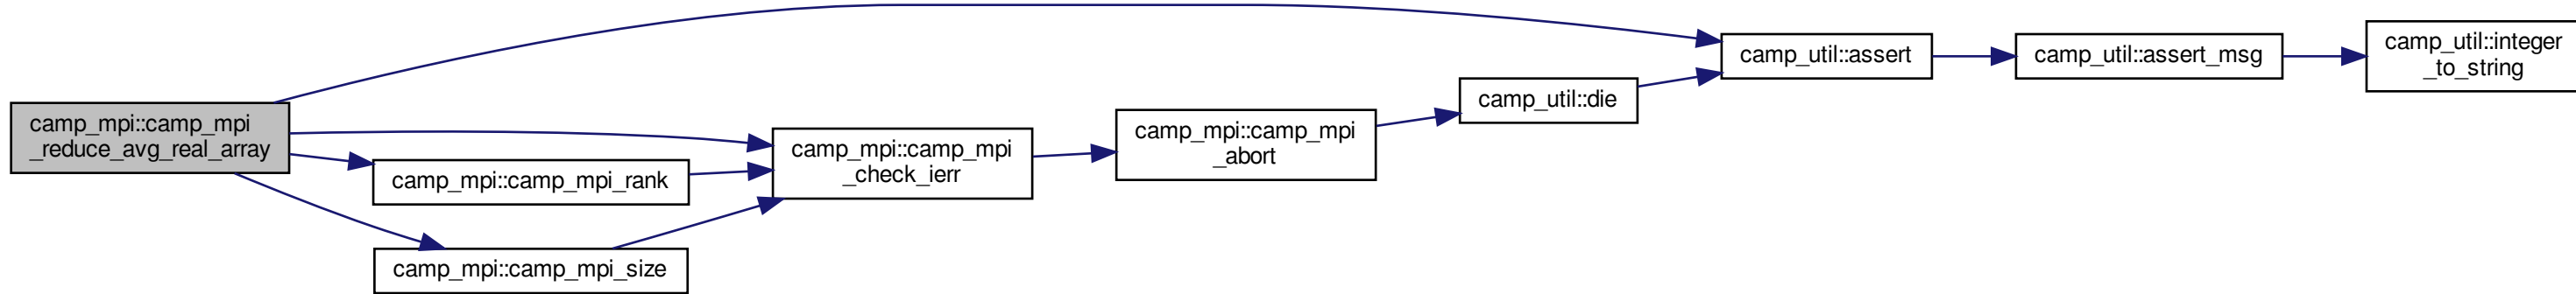 camp_mpi::camp_mpi
_reduce_avg_real_array
camp_mpi::camp_mpi_rank
camp_mpi::camp_mpi_size
camp_mpi::camp_mpi
_check_ierr
camp_mpi::camp_mpi
_abort
camp_util::die
camp_util::assert
camp_util::assert_msg
camp_util::integer
_to_string